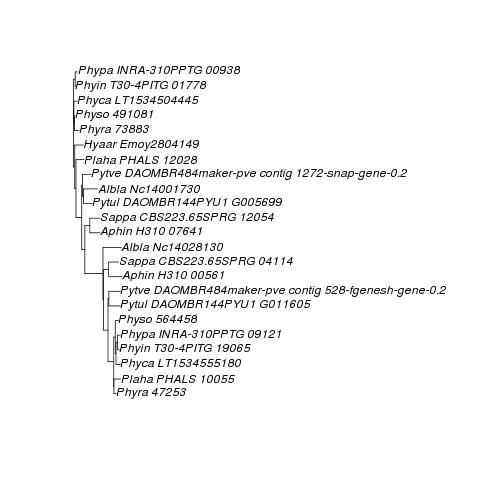 Phypa INRA-310PPTG 00938
Phyin T30-4PITG 01778
Phyca LT1534504445
Physo 491081
Phyra 73883
Hyaar Emoy2804149
Plaha PHALS 12028
Pytve DAOMBR484maker-pve contig 1272-snap-gene-0.2
Albla Nc14001730
Pytul DAOMBR144PYU1 G005699
Sappa CBS223.65SPRG 12054
Aphin H310 07641
Albla Nc14028130
Sappa CBS223.65SPRG 04114
Aphin H310 00561
Pytve DAOMBR484maker-pve contig 528-fgenesh-gene-0.2
Pytul DAOMBR144PYU1 G011605
Physo 564458
Phypa INRA-310PPTG 09121
Phyin T30-4PITG 19065
Phyca LT1534555180
Plaha PHALS 10055
Phyra 47253